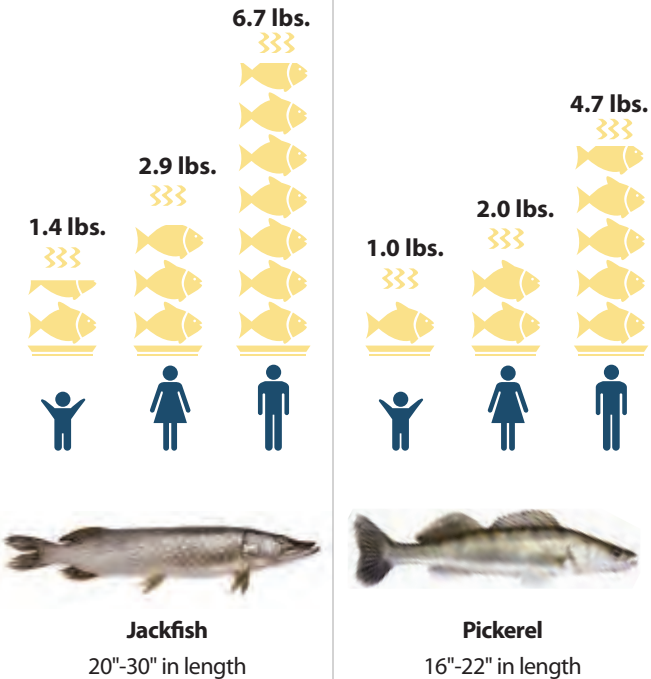 6.7 lbs.
2.9 lbs.
1.4 lbs.
4.7 lbs.
2.0 lbs.
1.0 lbs.
Jackfish
20"-30" in length
Pickerel
16"-22" in length